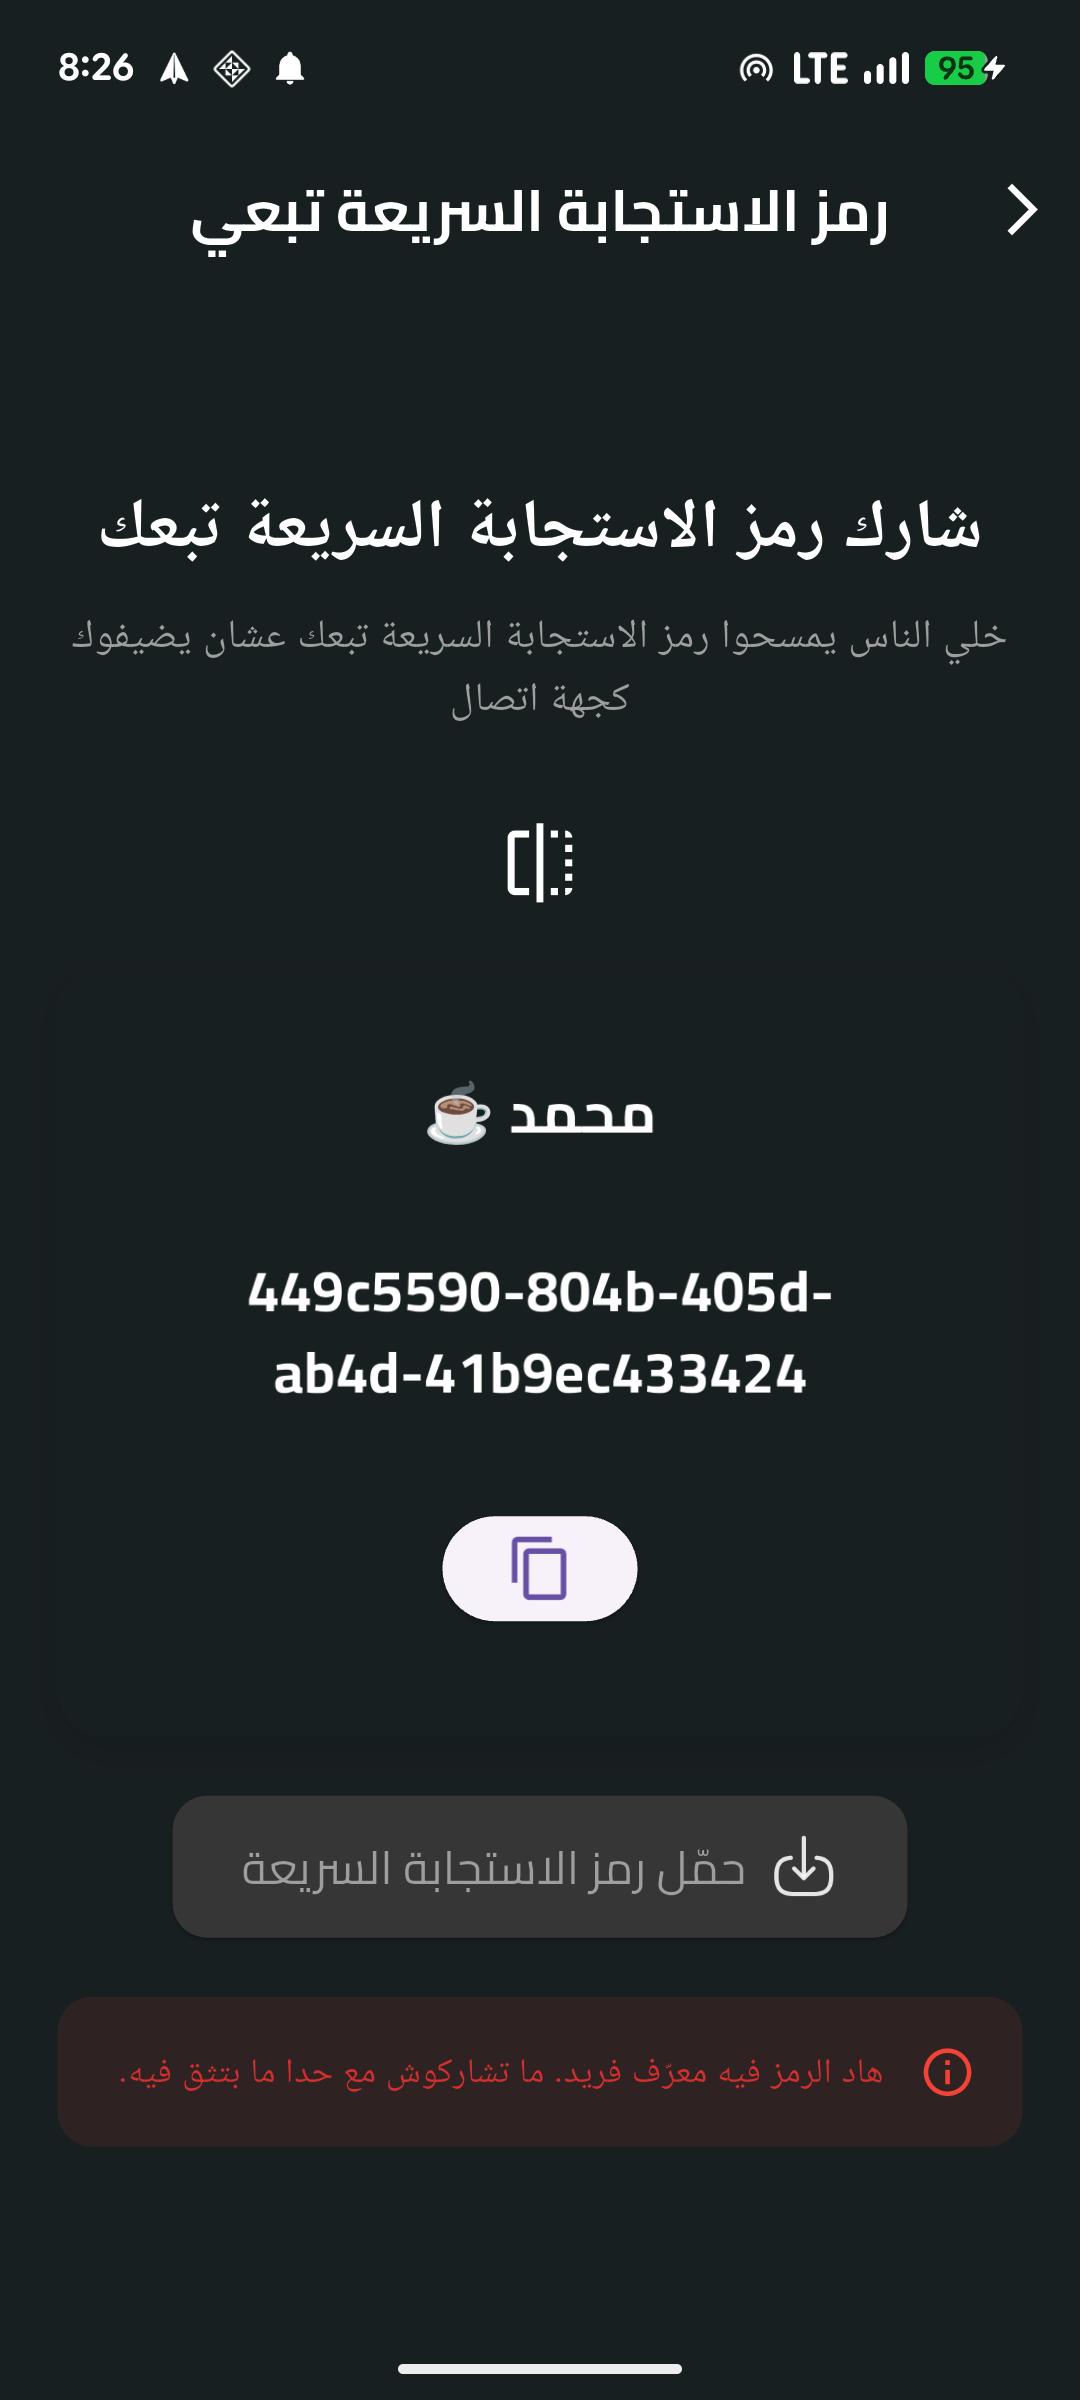 8:26
LTE
95
رمز الاستجابة السريعة تبعي
شارك رمز الاستجابة السريعة تبعك
خلي الناس يمسحوا رمز الاستجابة السريعة تبعك عشان يضيفوك
كجهة اتصال
محمد ☕
449c5590-804b-405d-
ab4d-41b9ec433424
حمّل رمز الاستجابة السريعة
هاد الرمز فيه معرّف فريد. ما تشاركوش مع حدا ما بتثق فيه.